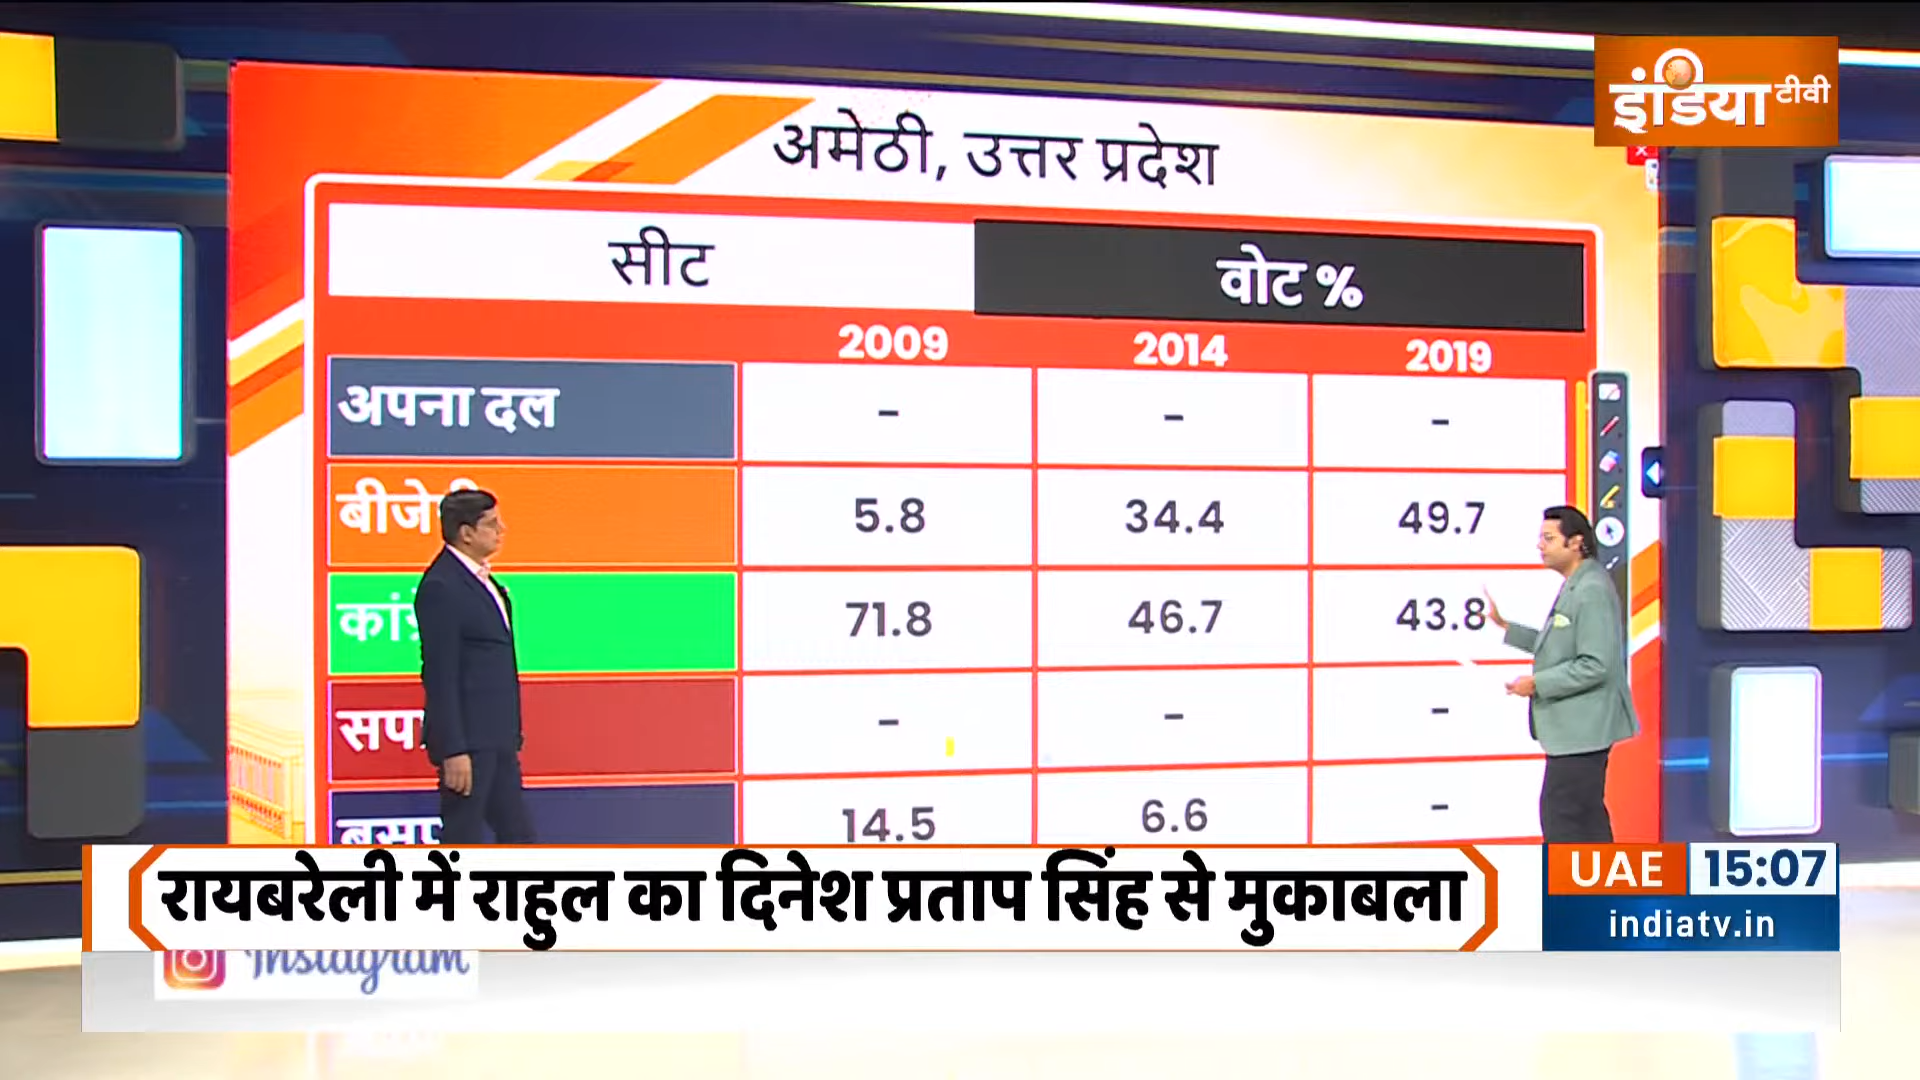 इंडिया टीवी
अमेठी, उत्तर प्रदेश
सीट वोट %
2009 2014 2019
अपना दल - - -
5.8 34.4 49.7
71.8 46.7 43.8
- - -
14.5 6.6 -
रायबरेली में राहुल का दिनेश प्रताप सिंह से मुकाबला
UAE 15:07
indiatv.in
Instagram